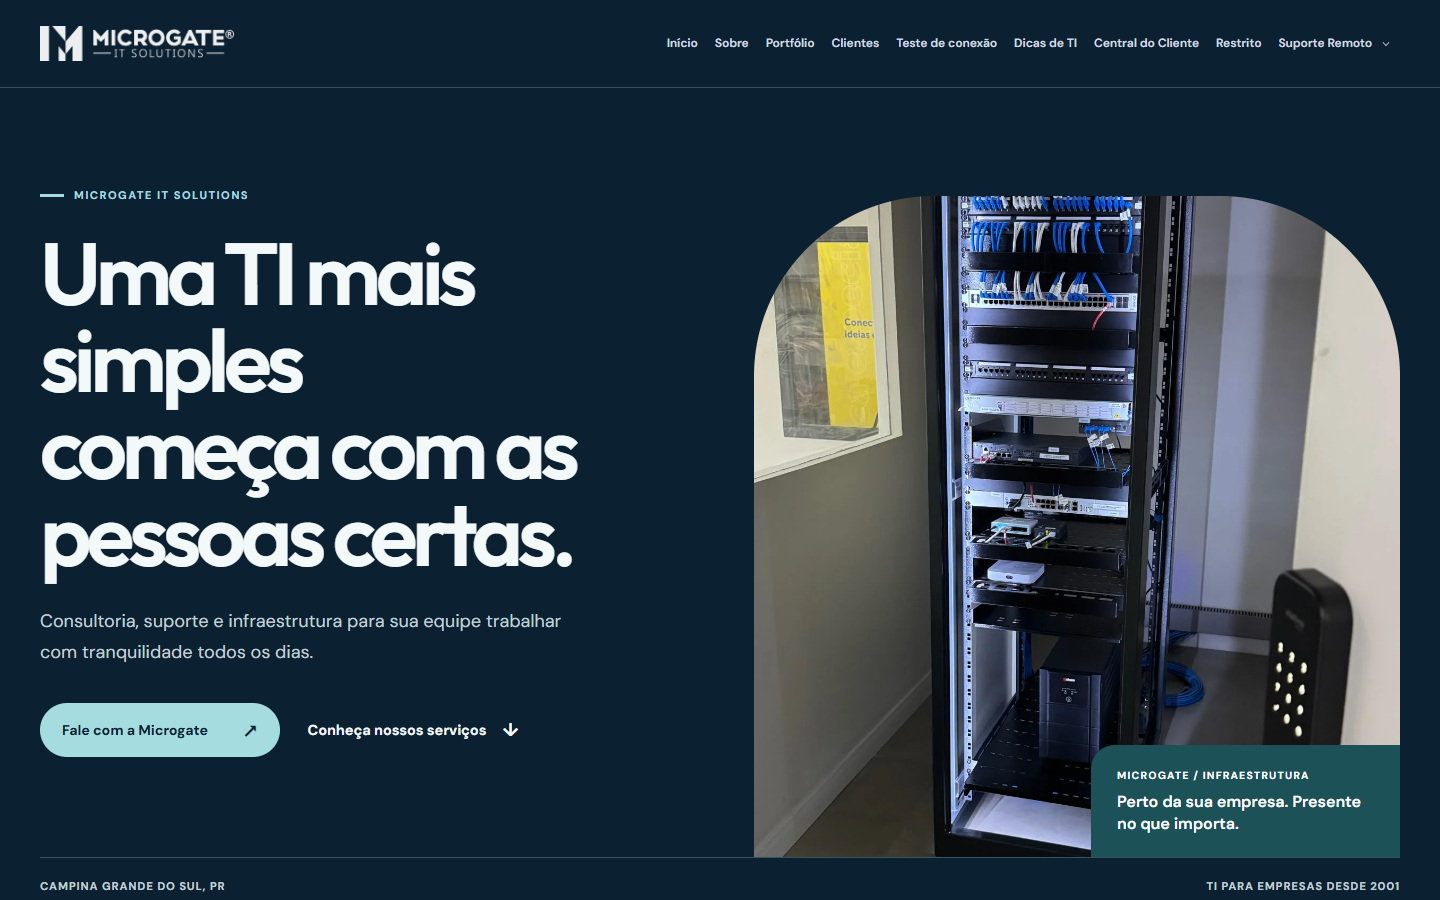 MICROGATE®
IT SOLUTIONS
Início Sobre Portfólio Clientes Teste de conexão Dicas de TI Central do Cliente Restrito Suporte Remoto
MICROGATE IT SOLUTIONS
Uma TI mais
simples
começa com as
pessoas certas.
Consultoria, suporte e infraestrutura para sua equipe trabalhar
com tranquilidade todos os dias.
Fale com a Microgate
Conheça nossos serviços
Conec
Ideias
MICROGATE / INFRAESTRUTURA
Perto da sua empresa. Presente
no que importa.
CAMPINA GRANDE DO SUL, PR
TI PARA EMPRESAS DESDE 2001